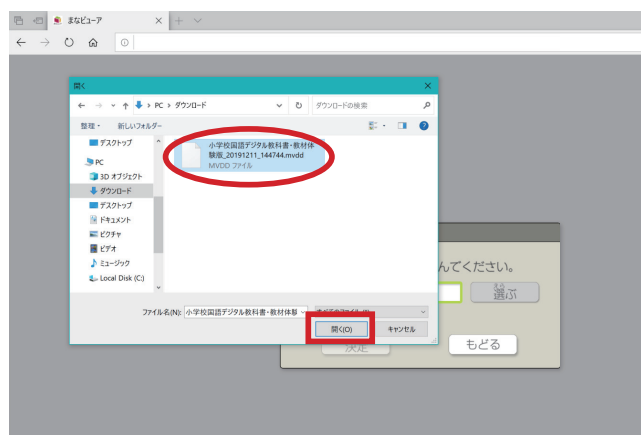 まなビューア
開く
PC › ダウンロード
ダウンロードの検索
整理
新しいフォルダー
デスクトップ
PC
3D オブジェクト
ダウンロード
デスクトップ
ドキュメント
ピクチャ
ビデオ
ミュージック
Local Disk (C:)
小学校国語デジタル教科書・教材体
験版_20191211_144744.mvdd
MVDD ファイル
ファイル名(N):
小学校国語デジタル教科書・教材体験
開く(O)
キャンセル
んでください。
選ぶ
決定
もどる